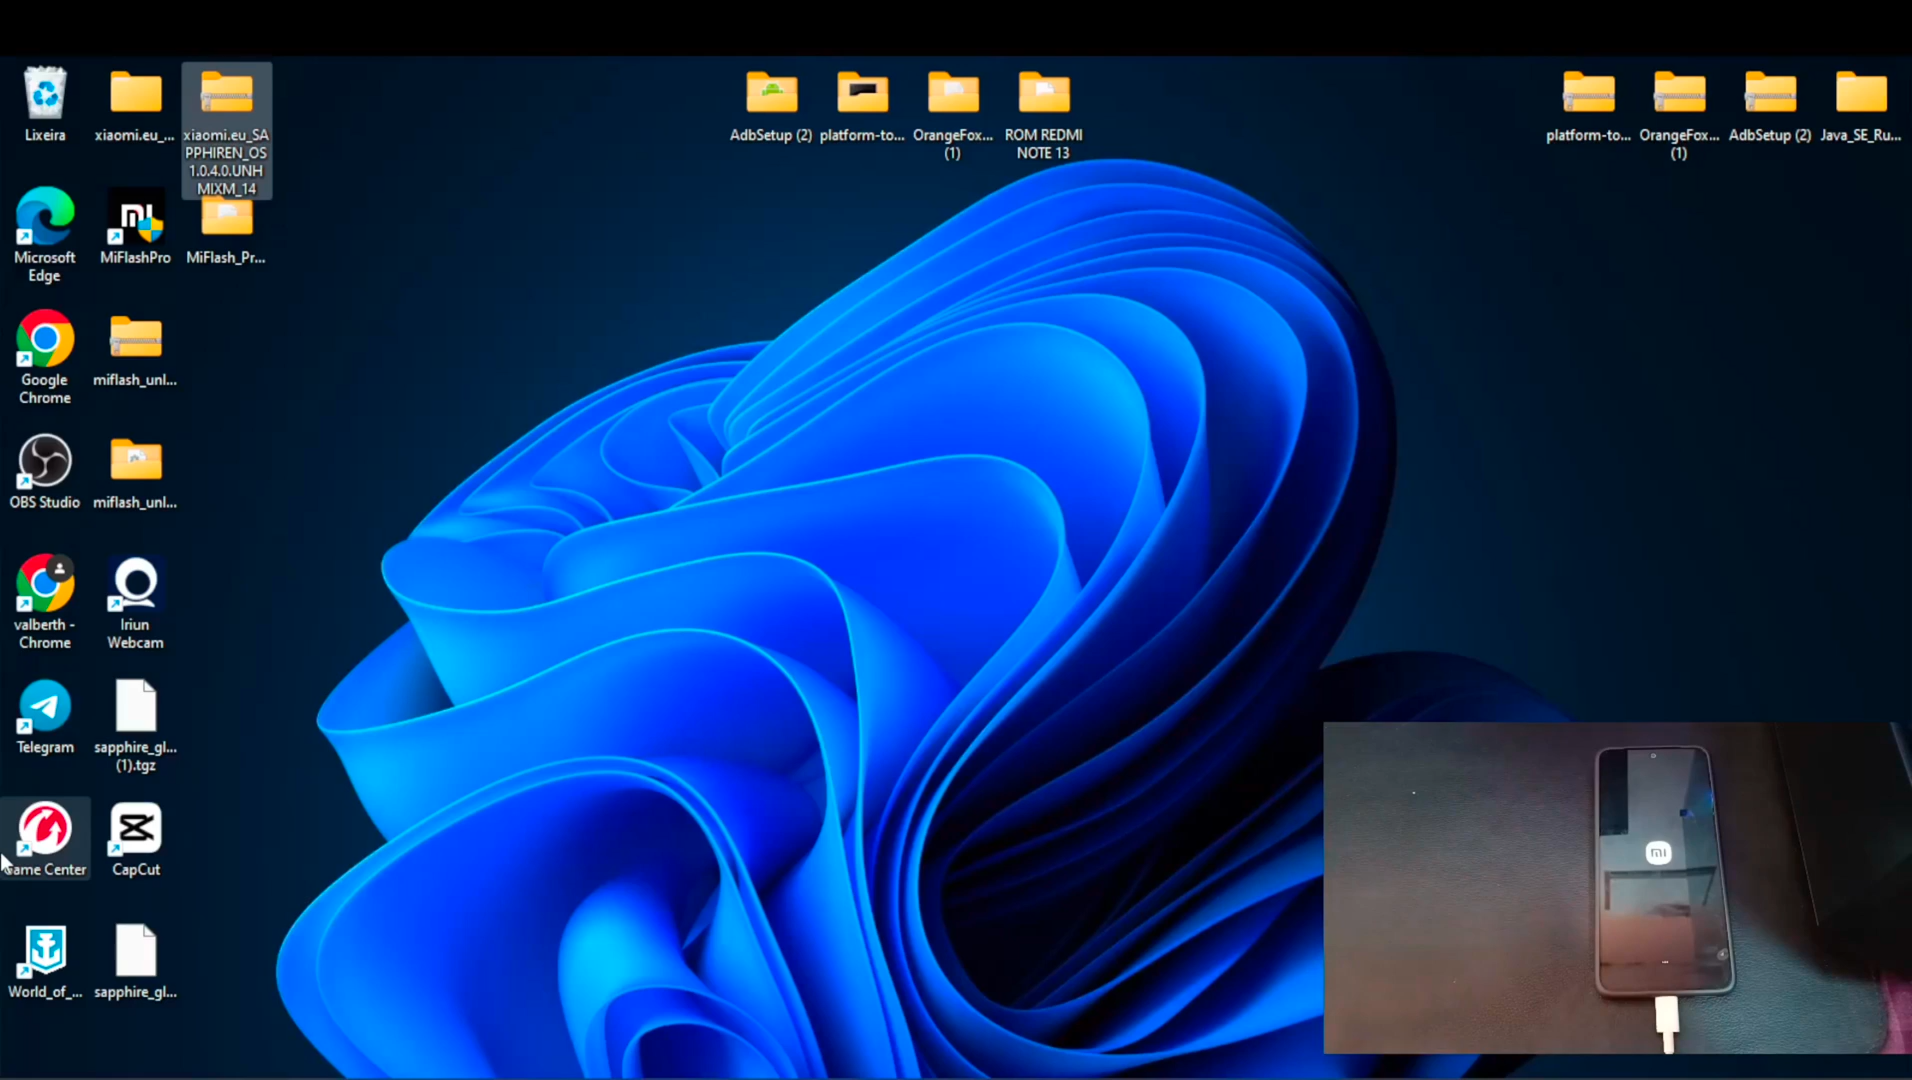 Lixeira
xiaomi.eu_...
xiaomi.eu_SA
PPHIREN_OS
1.0.4.0.UNH
MIXM_14
AdbSetup (2)
platform-to...
OrangeFox...
(1)
ROM REDMI
NOTE 13
platform-to...
OrangeFox...
(1)
AdbSetup (2)
Java_SE_Ru...
Microsoft
Edge
MiFlashPro
MiFlash_Pr...
Google
Chrome
miflash_unl...
OBS Studio
miflash_unl...
valberth -
Chrome
Iriun
Webcam
Telegram
sapphire_gl...
(1).tgz
Game Center
CapCut
World_of_...
sapphire_gl...